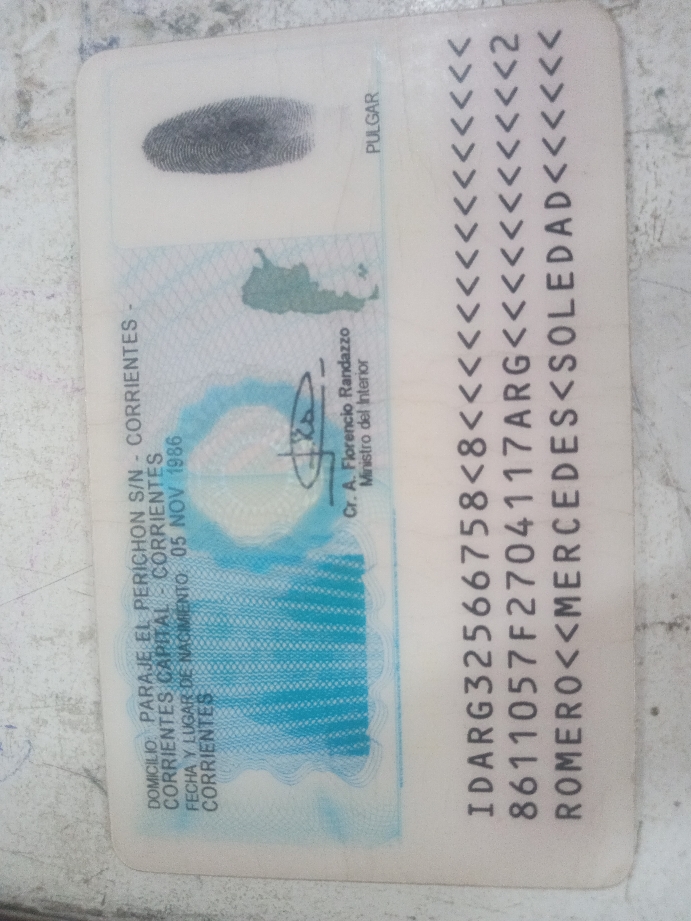 DOMICILIO: PARAJE EL PERICHON S/N - CORRIENTES -
CORRIENTES CAPITAL - CORRIENTES
FECHA Y LUGAR DE NACIMIENTO: 05 NOV 1986
CORRIENTES
Cr. A. Florencio Randazzo
Ministro del Interior
PULGAR
IDARG32566758<8<<<<<<<<<<<<<<<
8611057F2704117ARG<<<<<<<<<<<2
ROMERO<<MERCEDES<SOLEDAD<<<<<<